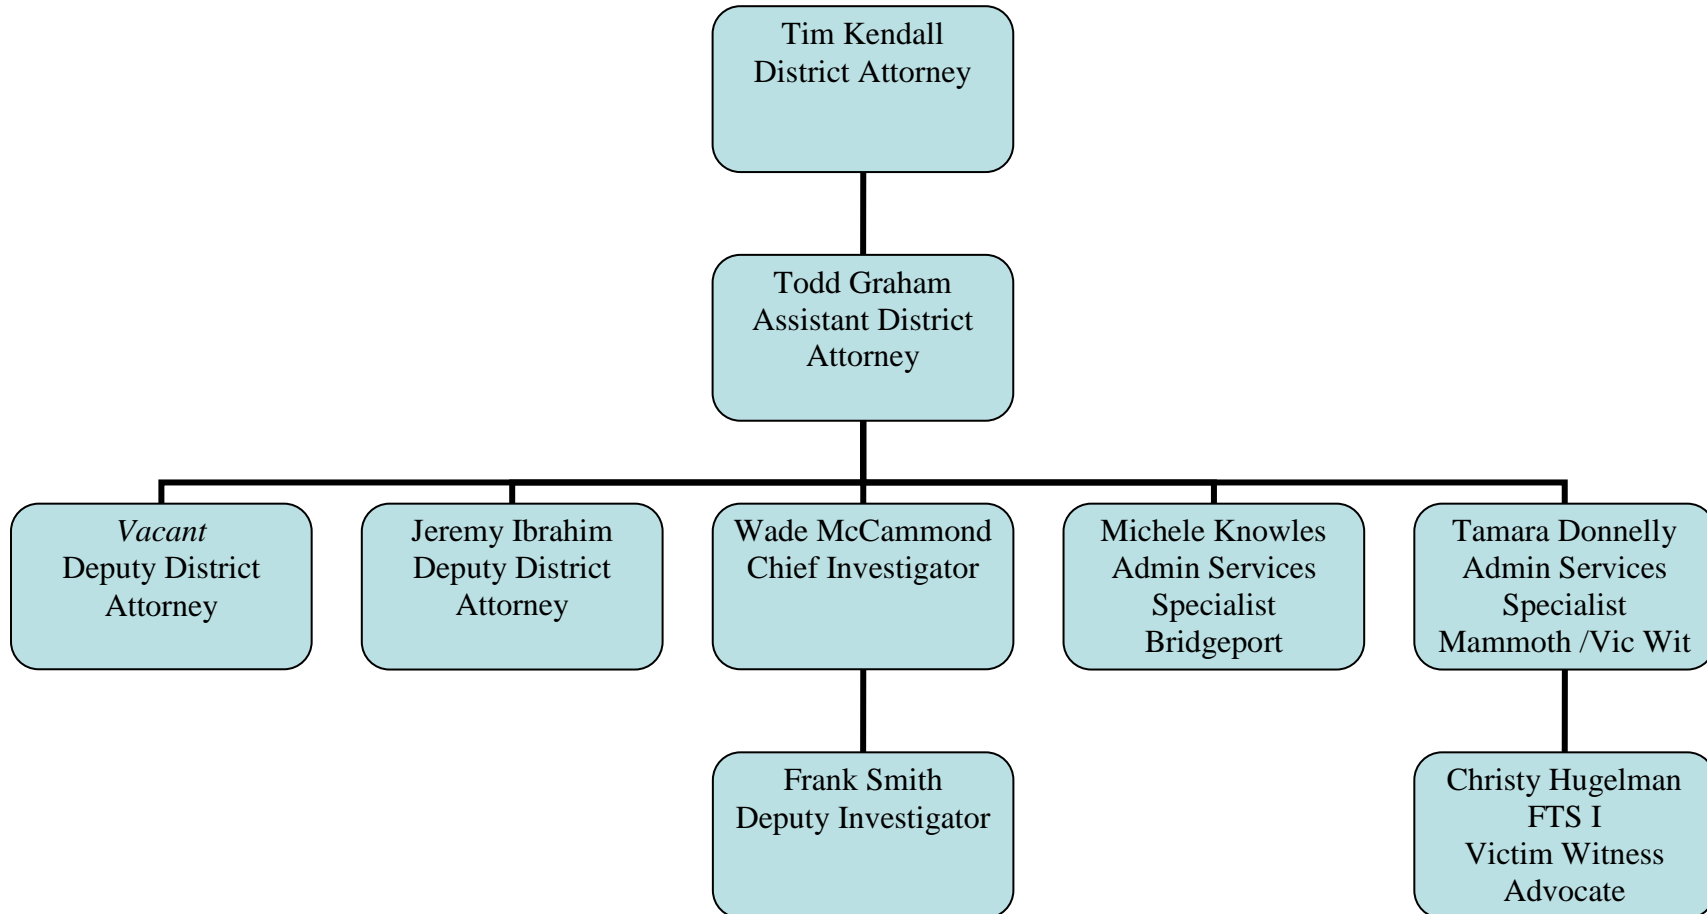 Tim Kendall
District Attorney
Todd Graham
Assistant District
Attorney
Vacant
Deputy District
Attorney
Jeremy Ibrahim
Deputy District
Attorney
Wade McCammond
Chief Investigator
Michele Knowles
Admin Services
Specialist
Bridgeport
Tamara Donnelly
Admin Services
Specialist
Mammoth /Vic Wit
Frank Smith
Deputy Investigator
Christy Hugelman
FTS I
Victim Witness
Advocate